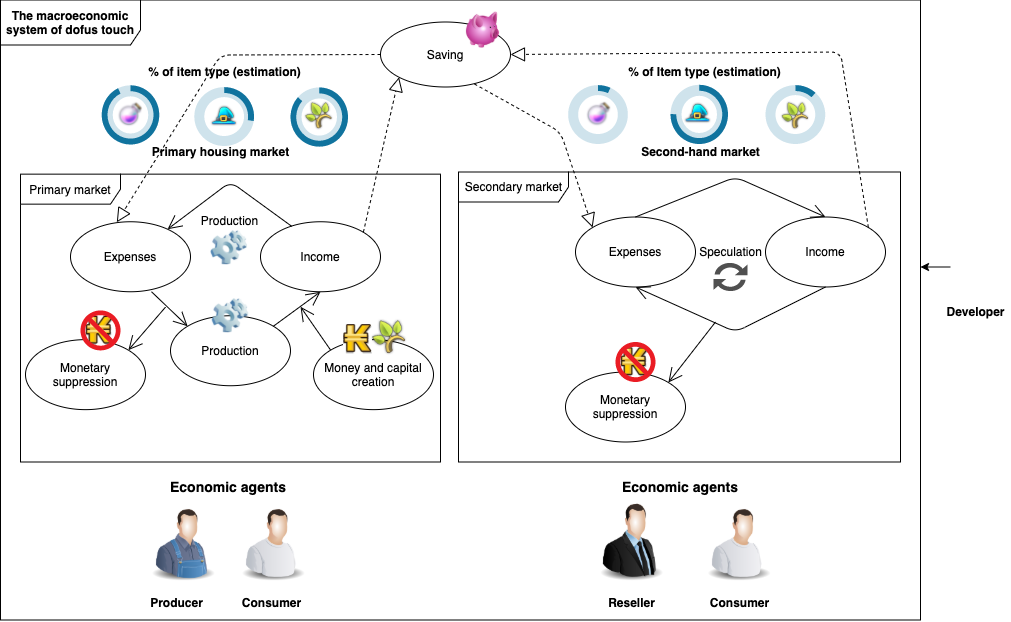 The macroeconomic
system of dofus touch
Saving
% of item type (estimation)
Primary housing market
% of Item type (estimation)
Second-hand market
Primary market
Production
Expenses
Income
Production
Monetary
suppression
Money and capital
creation
Secondary market
Expenses
Speculation
Income
Monetary
suppression
Developer
Economic agents
Producer
Consumer
Economic agents
Reseller
Consumer